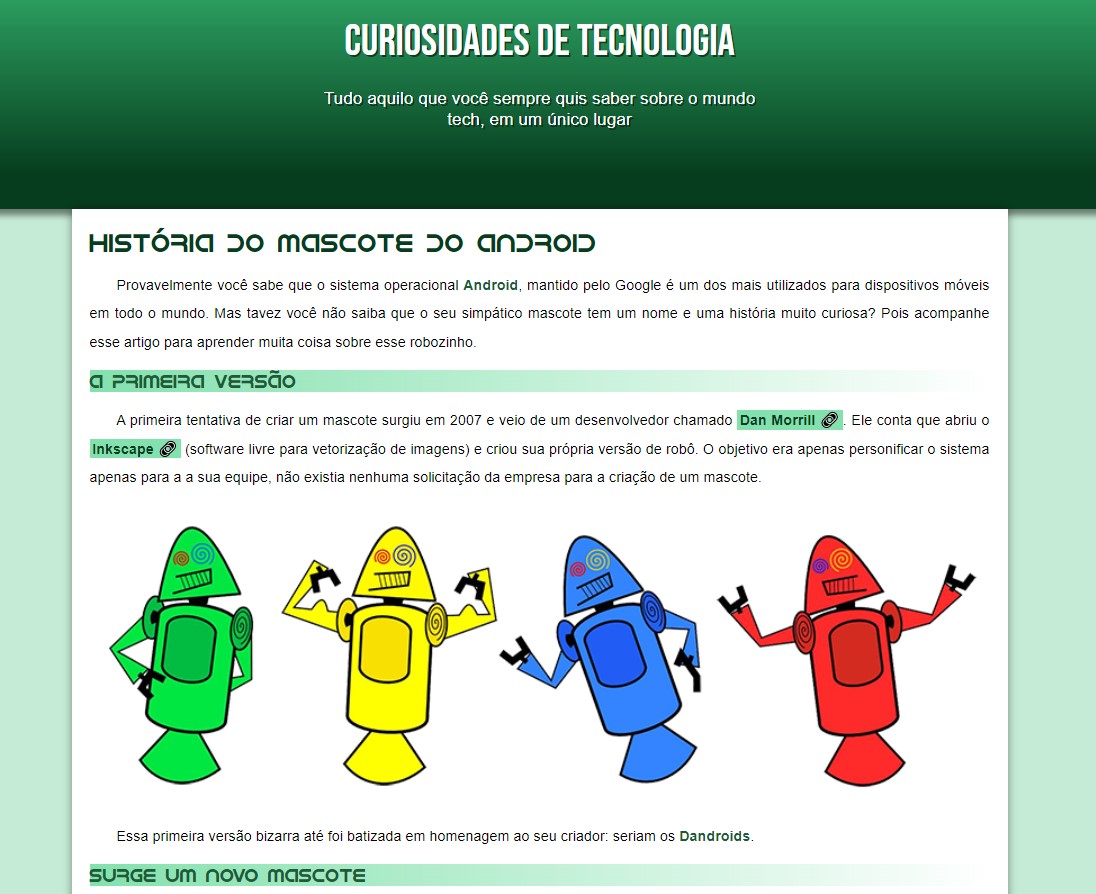 CURIOSIDADES DE TECNOLOGIA
Tudo aquilo que você sempre quis saber sobre o mundo
tech, em um único lugar
HISTÓRIA DO MASCOTE DO ANDROID
Provavelmente você sabe que o sistema operacional Android, mantido pelo Google é um dos mais utilizados para dispositivos móveis
em todo o mundo. Mas tavez você não saiba que o seu simpático mascote tem um nome e uma história muito curiosa? Pois acompanhe
esse artigo para aprender muita coisa sobre esse robozinho.
A PRIMEIRA VERSÃO
A primeira tentativa de criar um mascote surgiu em 2007 e veio de um desenvolvedor chamado Dan Morrill. Ele conta que abriu o
Inkscape (software livre para vetorização de imagens) e criou sua própria versão de robô. O objetivo era apenas personificar o sistema
apenas para a a sua equipe, não existia nenhuma solicitação da empresa para a criação de um mascote.
Essa primeira versão bizarra até foi batizada em homenagem ao seu criador: seriam os Dandroids.
SURGE UM NOVO MASCOTE